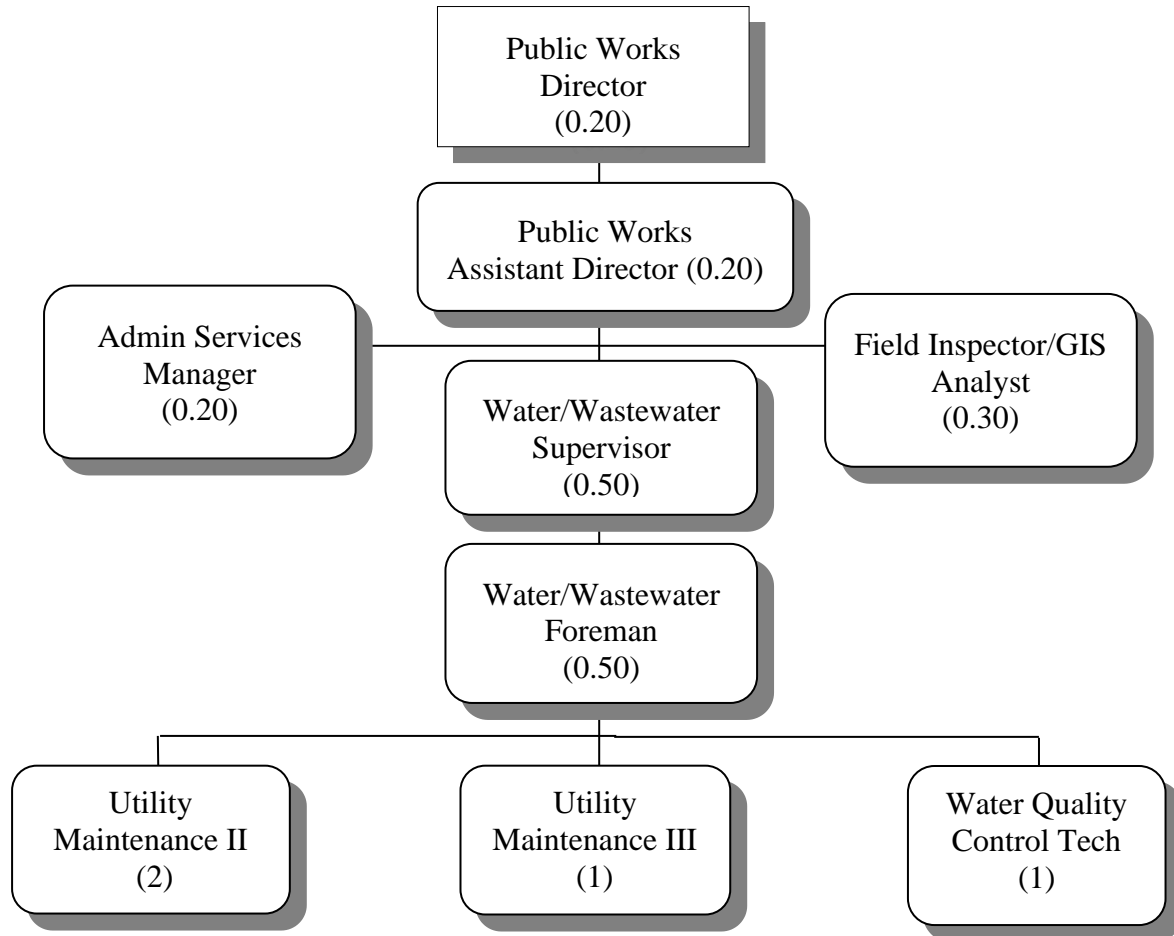 Public Works
Director
(0.20)
Public Works
Assistant Director (0.20)
Admin Services
Manager
(0.20)
Field Inspector/GIS
Analyst
(0.30)
Water/Wastewater
Supervisor
(0.50)
Water/Wastewater
Foreman
(0.50)
Utility
Maintenance II
(2)
Utility
Maintenance III
(1)
Water Quality
Control Tech
(1)